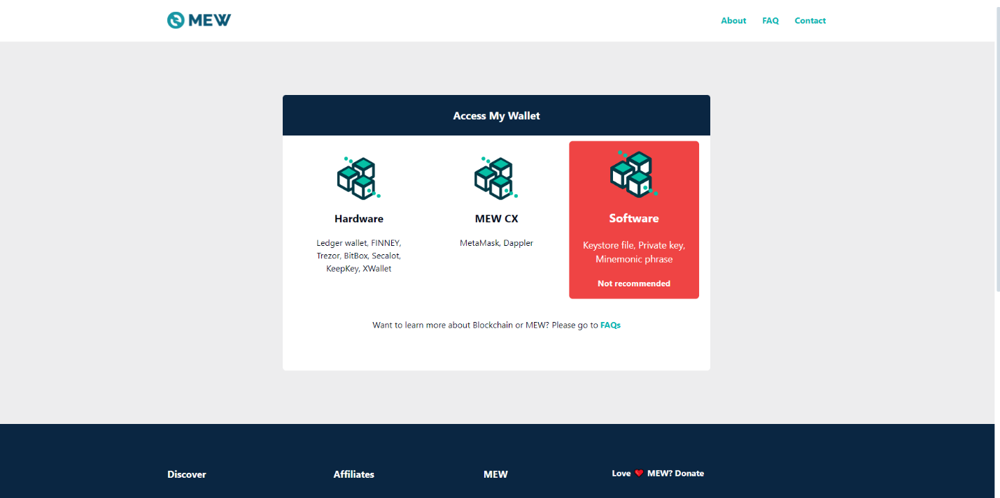 MEW
About FAQ Contact
Access My Wallet
Hardware
Ledger wallet, FINNEY,
Trezor, BitBox, Secalot,
KeepKey, XWallet
MEW CX
MetaMask, Dappler
Software
Keystore file, Private key,
Minemonic phrase
Not recommended
Want to learn more about Blockchain or MEW? Please go to FAQs
Discover
Affiliates
MEW
Love ❤ MEW? Donate